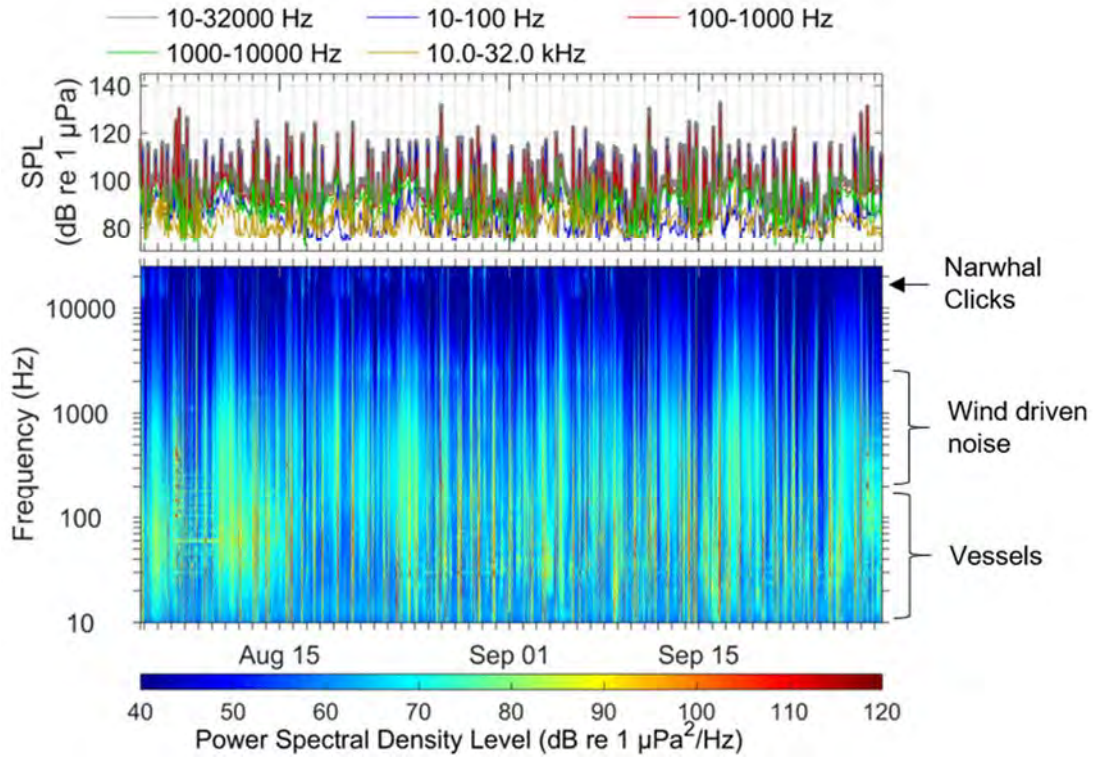 10-32000 Hz 10-100 Hz 100-1000 Hz
1000-10000 Hz 10.0-32.0 kHz
140
120
100
80
SPL
(dB re 1 µPa)
10000
1000
100
10
Frequency (Hz)
Narwhal
Clicks
Wind driven
noise
Vessels
Aug 15 Sep 01 Sep 15
40 50 60 70 80 90 100 110 120
Power Spectral Density Level (dB re 1 µPa²/Hz)